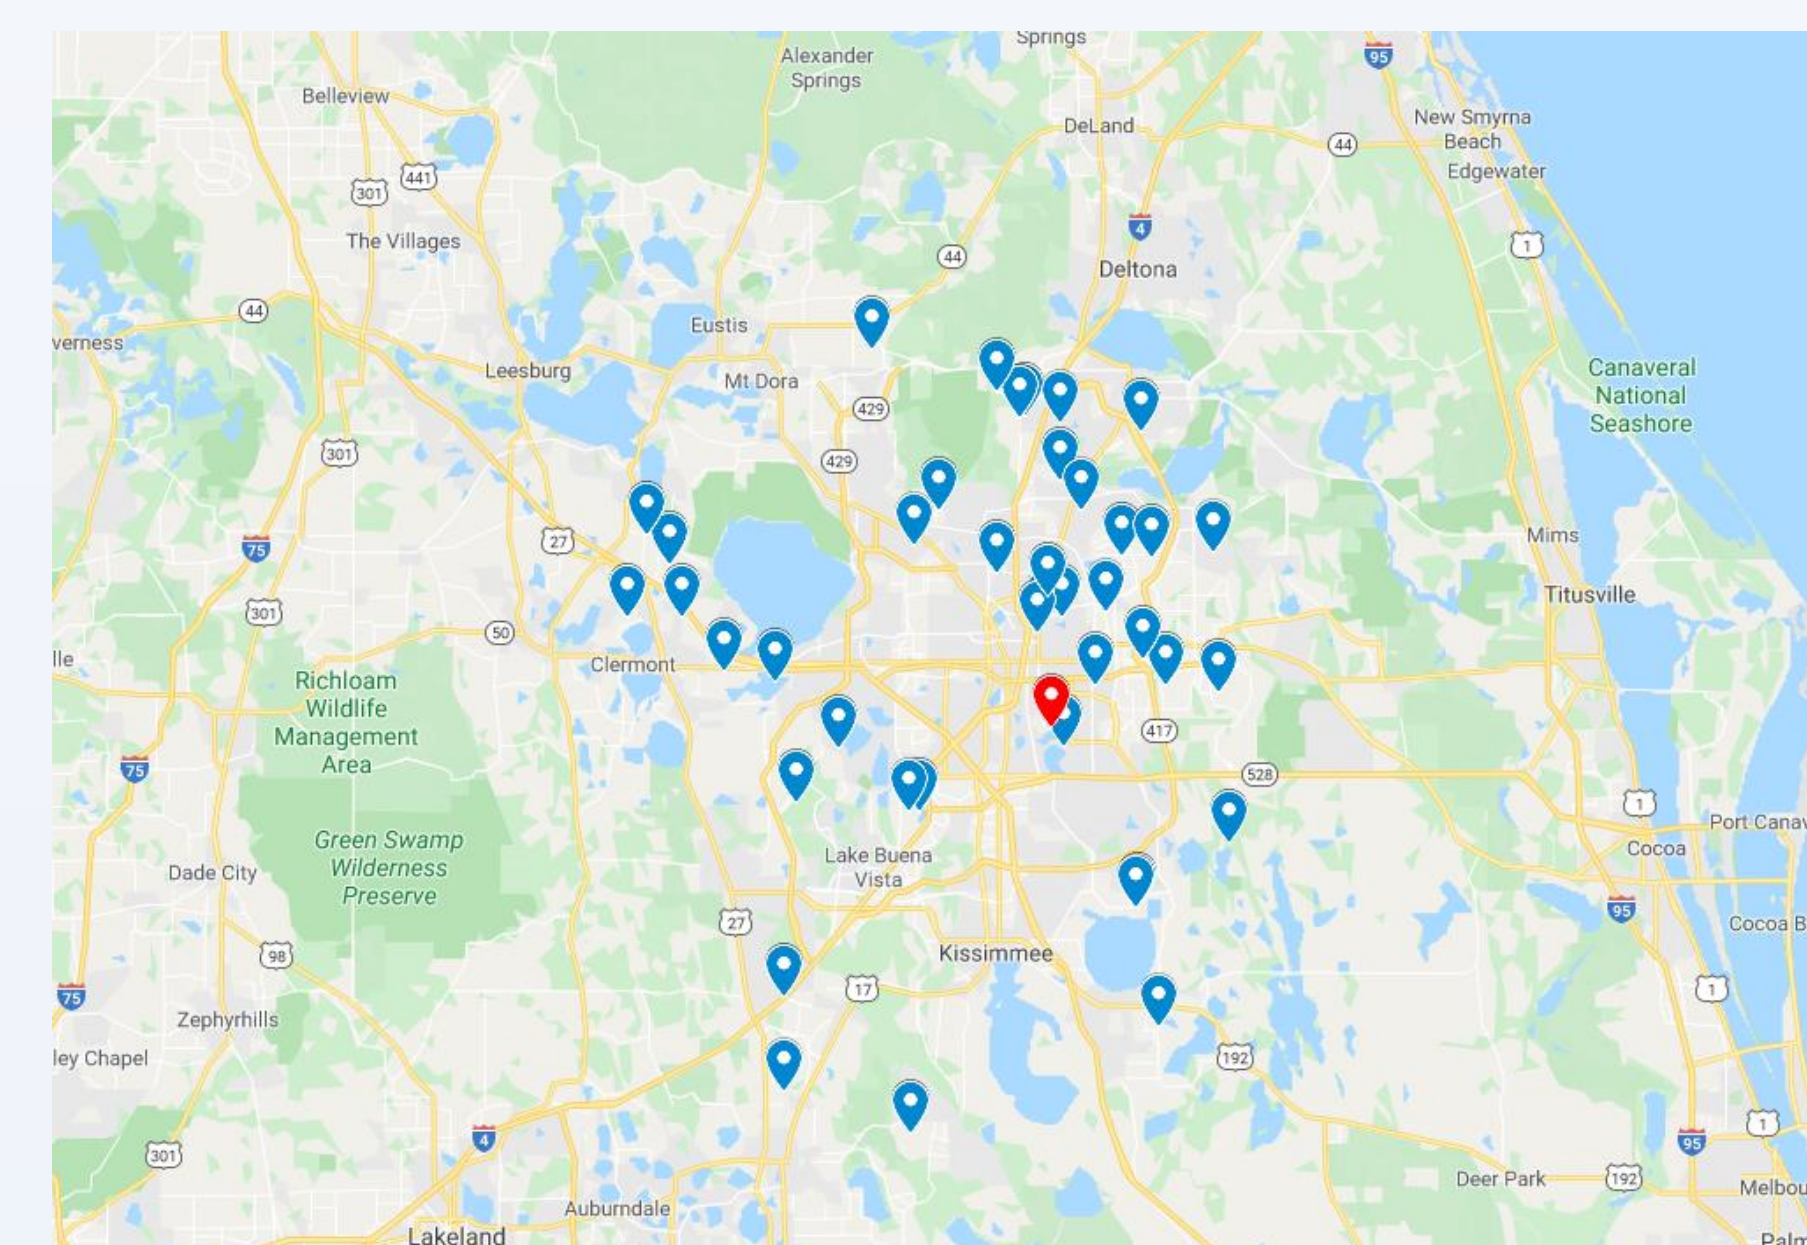 Springs
Alexander
Springs
95
Belleview
New Smyrna
Beach
DeLand
44
Edgewater
441
301
The Villages
4
1
44
Deltona
44
Eustis
verness
Leesburg
Mt Dora
Canaveral
National
Seashore
429
301
429
27
75
Mims
Titusville
301
50
lle
Clermont
Richloam
Wildlife
Management
Area
417
75
528
1
Port Canav
Green Swamp
Wilderness
Preserve
Cocoa
Lake Buena
Vista
Dade City
95
27
Cocoa B
98
Kissimmee
75
17
1
Zephyrhills
ley Chapel
192
4
1
95
301
Deer Park
192
Melbou
Auburndale
Lakeland
Palm